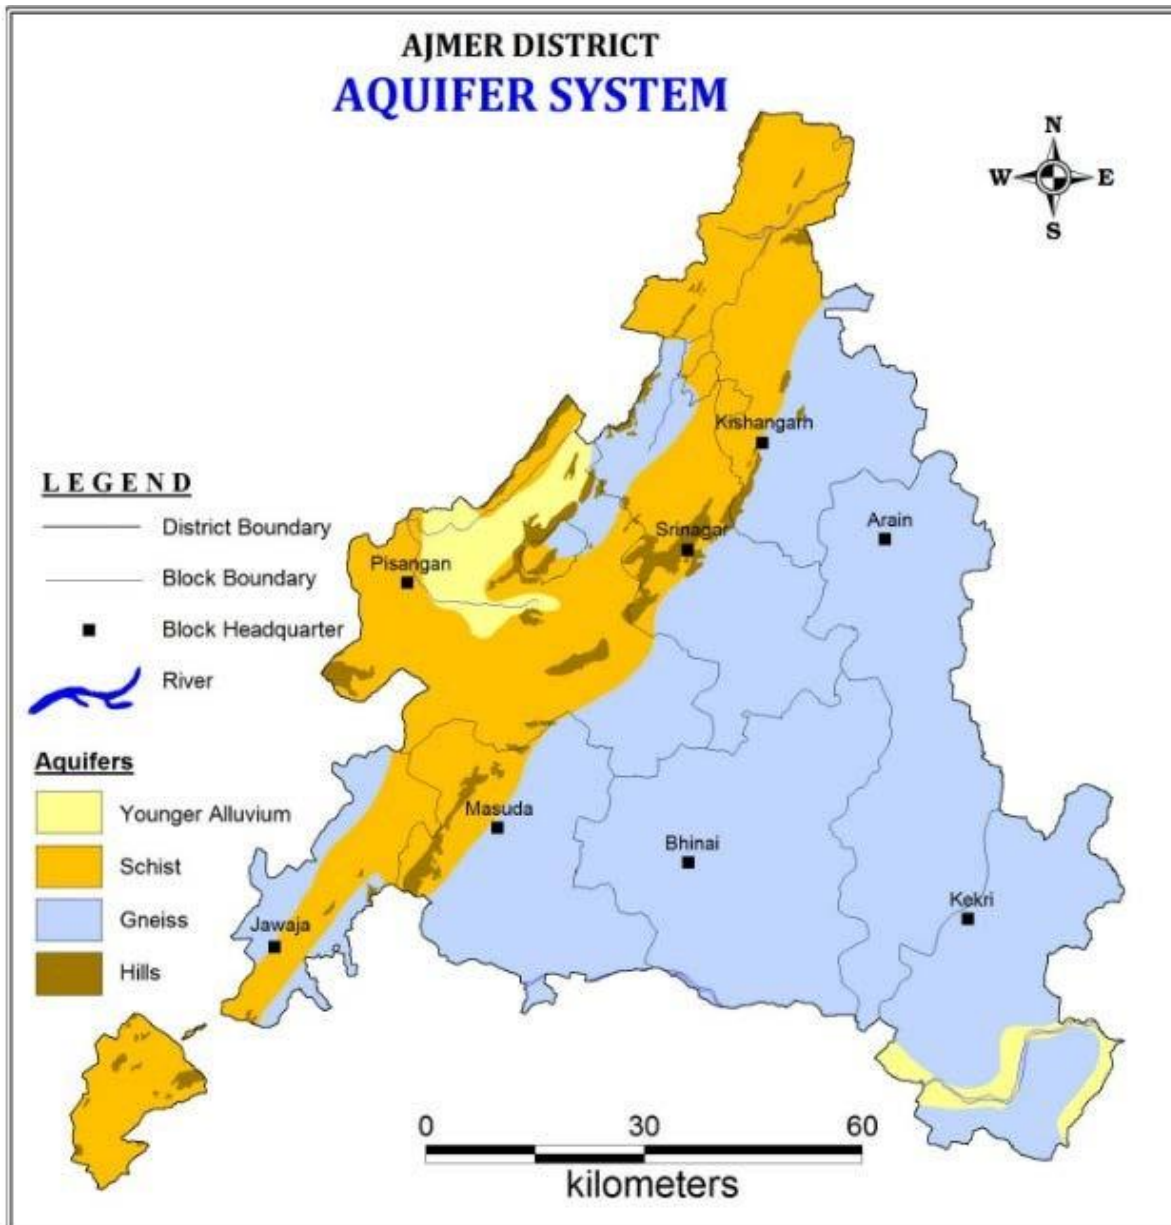 AJMER DISTRICT
AQUIFER SYSTEM
N
W E
S
Kishangarh
LEGEND
District Boundary
Arain
Srinagar
Pisangan
Block Boundary
Block Headquarter
River
Aquifers
Younger Alluvium
Masuda
Schist
Bhinai
Gneiss
Kekri
Jawaja
Hills
0 30 60
kilometers